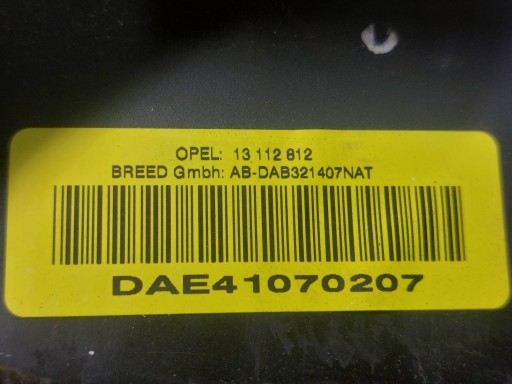 OPEL: 13 112 812
BREED Gmbh: AB-DAB321407NAT
DAE41070207